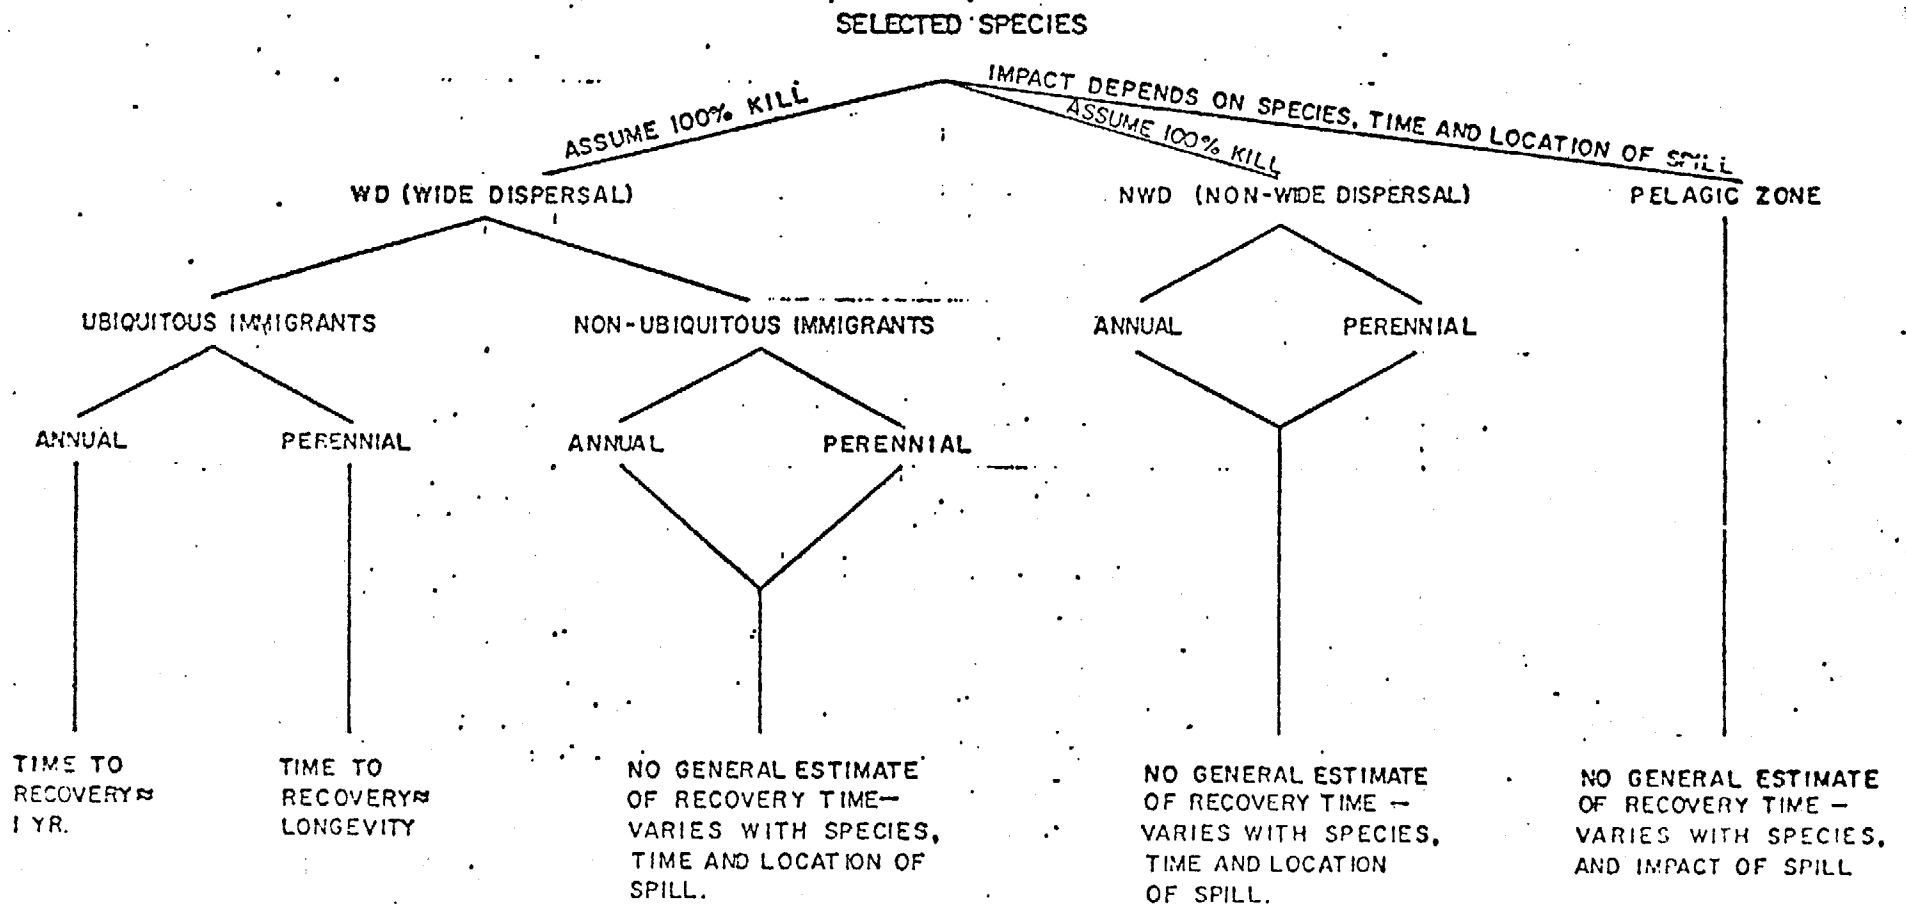 SELECTED SPECIES
ASSUME 100% KILL
IMPACT DEPENDS ON SPECIES, TIME AND LOCATION OF SPILL
ASSUME 100% KILL
WD (WIDE DISPERSAL)
NWD (NON-WIDE DISPERSAL)
PELAGIC ZONE
UBIQUITOUS IMMIGRANTS
NON-UBIQUITOUS IMMIGRANTS
ANNUAL
PERENNIAL
ANNUAL
PERENNIAL
ANNUAL
PERENNIAL
TIME TO
RECOVERY≈
1 YR.
TIME TO
RECOVERY≈
LONGEVITY
NO GENERAL ESTIMATE
OF RECOVERY TIME—
VARIES WITH SPECIES,
TIME AND LOCATION OF
SPILL.
NO GENERAL ESTIMATE
OF RECOVERY TIME —
VARIES WITH SPECIES,
TIME AND LOCATION
OF SPILL.
NO GENERAL ESTIMATE
OF RECOVERY TIME —
VARIES WITH SPECIES,
AND IMPACT OF SPILL